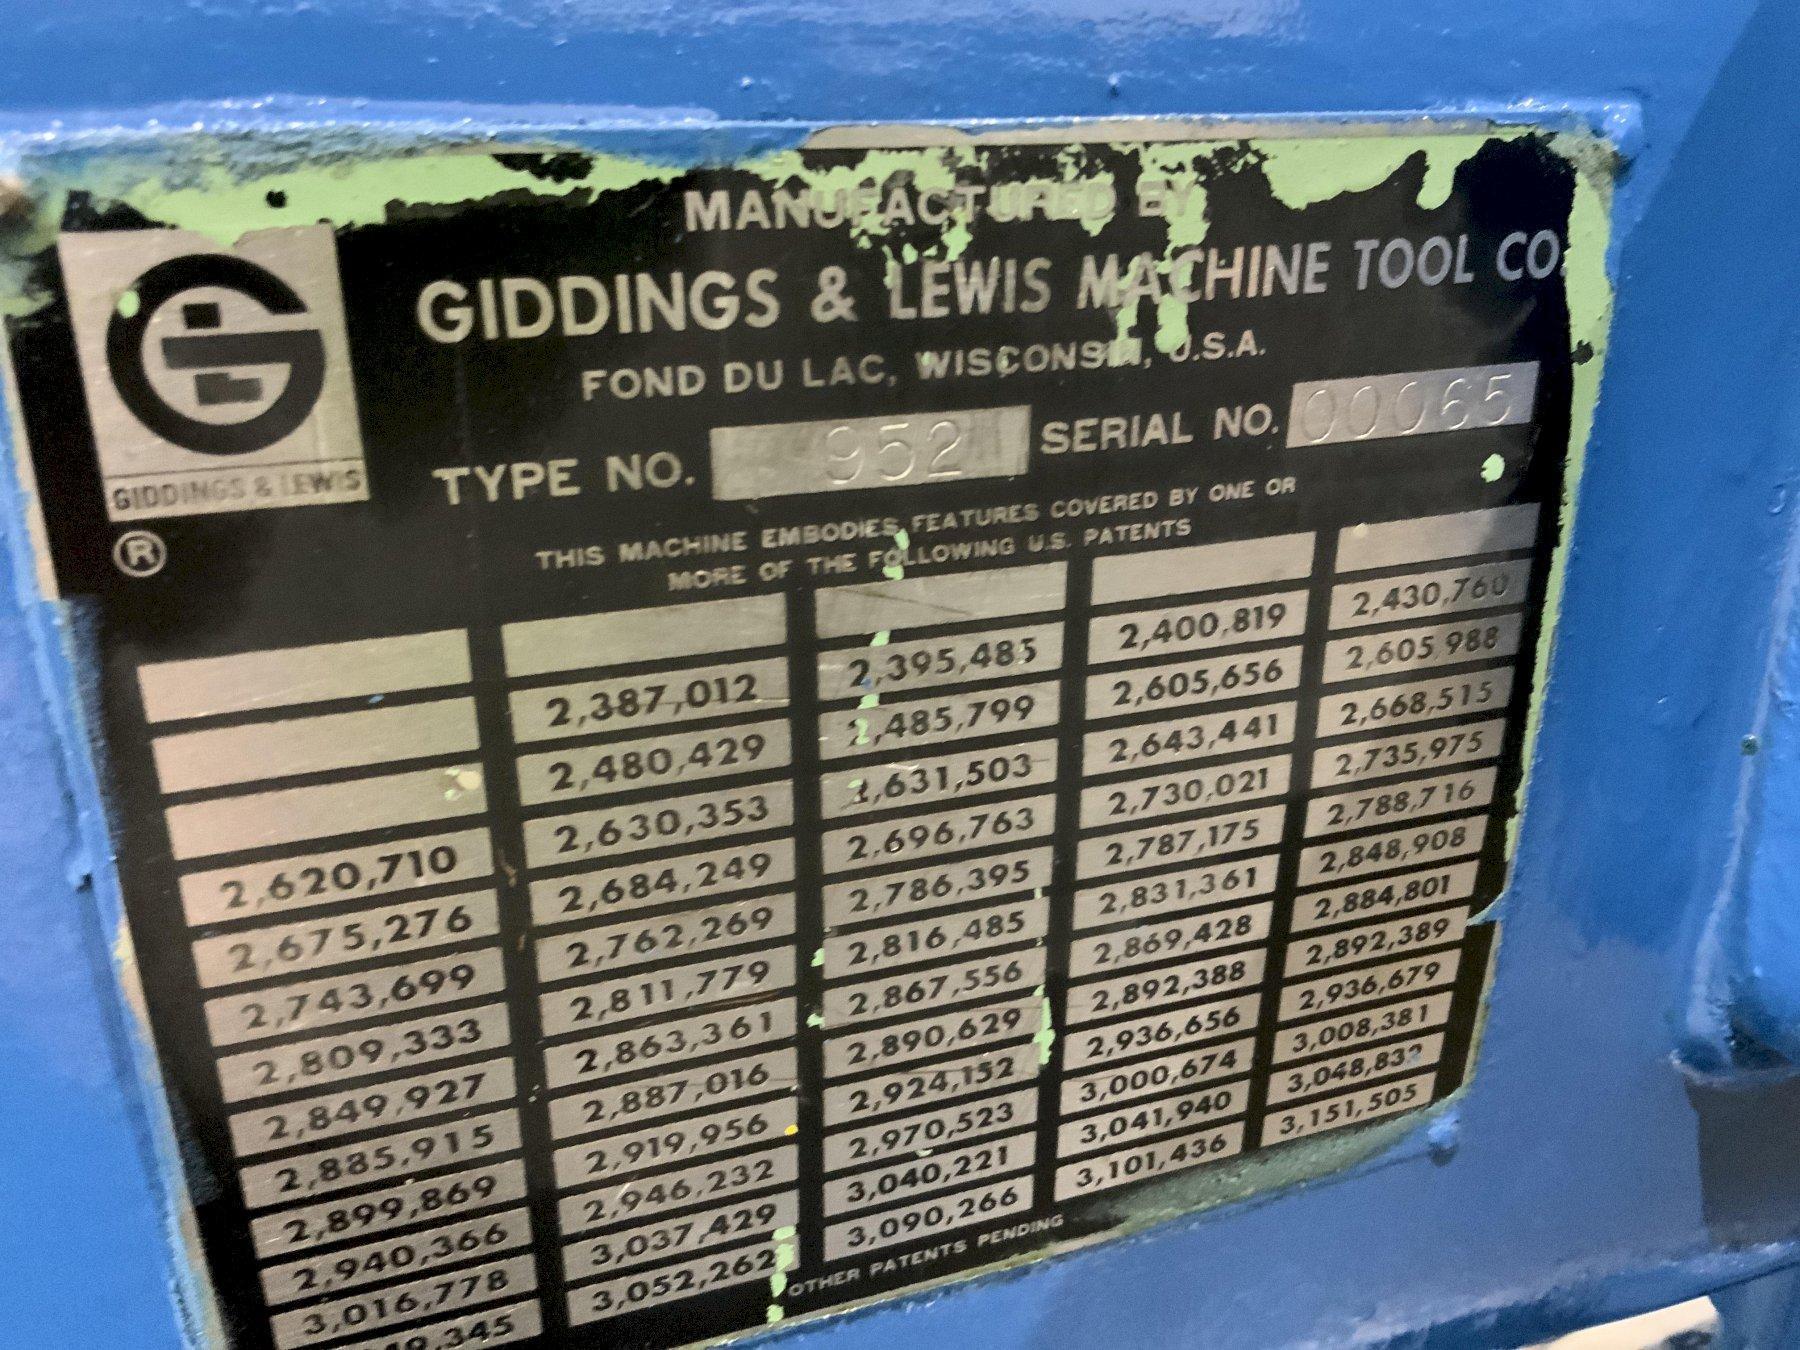 MANUFACTURED BY
GIDDINGS & LEWIS MACHINE TOOL CO.
FOND DU LAC, WISCONSIN, U.S.A.
GIDDINGS & LEWIS
®
TYPE NO. 952 SERIAL NO. 00065
THIS MACHINE EMBODIES FEATURES COVERED BY ONE OR
MORE OF THE FOLLOWING U.S. PATENTS
2,387,012 2,395,485 2,400,819 2,430,760
2,480,429 2,485,799 2,605,656 2,605,988
2,620,710 2,630,353 2,631,503 2,643,441 2,668,515
2,675,276 2,684,249 2,696,763 2,730,021 2,735,975
2,743,699 2,762,269 2,786,395 2,787,175 2,788,716
2,809,333 2,811,779 2,816,485 2,831,361 2,848,908
2,849,927 2,863,361 2,867,556 2,869,428 2,884,801
2,885,915 2,887,016 2,890,629 2,892,388 2,892,389
2,899,869 2,919,956 2,924,152 2,936,656 2,936,679
2,940,366 2,946,232 2,970,523 3,000,674 3,008,381
3,016,778 3,037,429 3,040,221 3,041,940 3,048,832
3,052,262 3,090,266 3,101,436 3,151,505
OTHER PATENTS PENDING